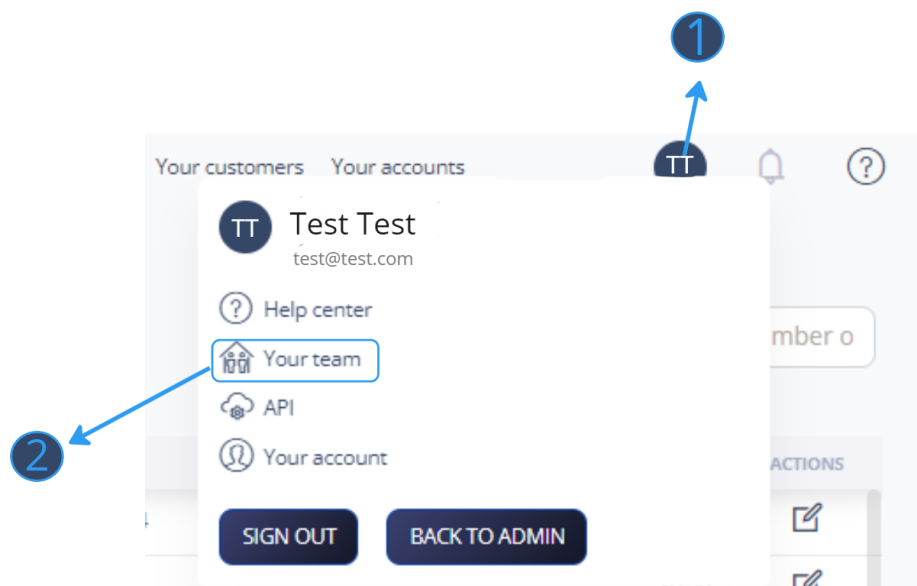 1
Your customers Your accounts TT ?
TT Test Test
test@test.com
? Help center
mber o
Your team
API
2
Your account
ACTIONS
SIGN OUT BACK TO ADMIN